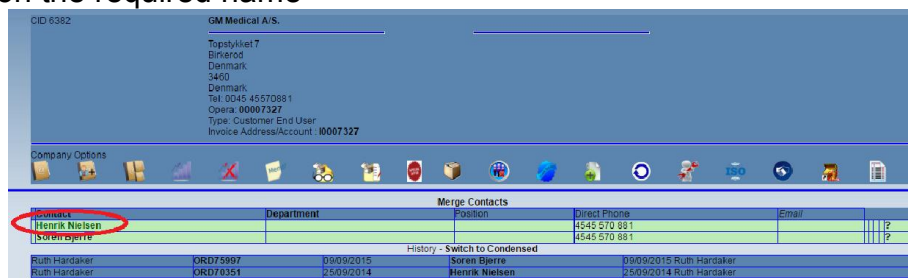 on the required name
CID 6382 GM Medical A/S.
Topstykket 7
Birkerod
Denmark
3460
Denmark
Tel: 0045 45570881
Opera: 00007327
Type: Customer End User
Invoice Address/Account : I0007327
Company Options
ISO
Merge Contacts
Contact Department Position Direct Phone Email
Henrik Nielsen 4545 570 881 ?
Soren Bjerre 4545 570 881 ?
History - Switch to Condensed
Ruth Hardaker ORD75997 09/09/2015 Soren Bjerre 09/09/2015 Ruth Hardaker
Ruth Hardaker ORD70351 25/09/2014 Henrik Nielsen 25/09/2014 Ruth Hardaker